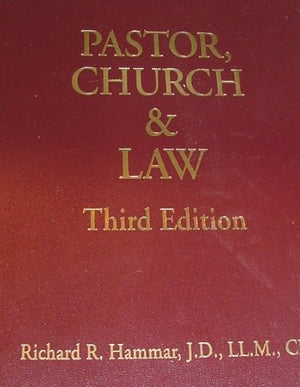 PASTOR,
CHURCH
&
LAW
Third Edition
Richard R. Hammar, J.D., LL.M., C